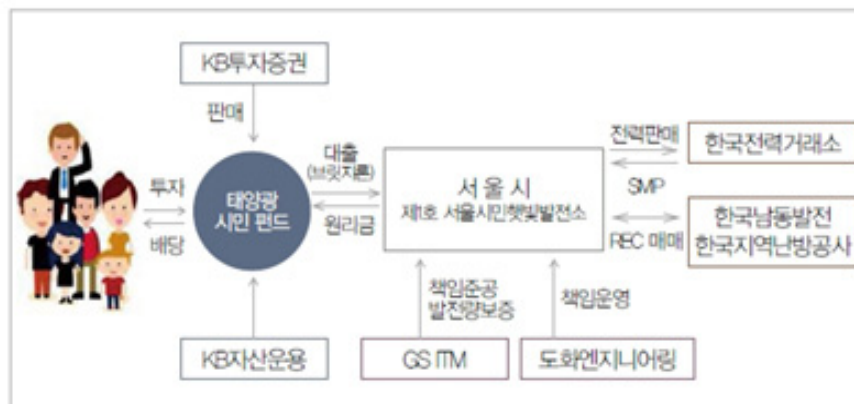 KB투자증권
판매
투자
배당
태양광
시민 펀드
대출
(브릿지론)
원리금
서울시
제1호 서울시민햇빛발전소
전력판매
SMP
REC 매매
한국전력거래소
한국남동발전
한국지역난방공사
책임준공
발전량보증
책임운영
KB자산운용
GS ITM
도화엔지니어링